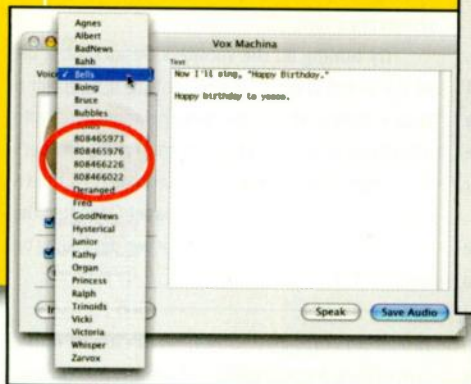 Vox Machina
Agnes
Albert
BadNews
Bahh
Bells
Boing
Bruce
Bubbles
808465973
808465976
808466226
808466022
Deranged
Fred
GoodNews
Hysterical
Junior
Kathy
Organ
Princess
Ralph
Trinoids
Vicki
Victoria
Whisper
Zarvox
Voice
Text
Now I'll sing, "Happy Birthday."
Happy birthday to yoooo.
Speak
Save Audio